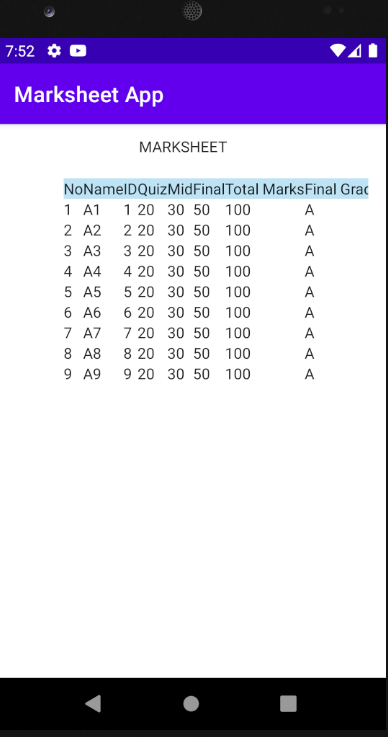 7:52
Marksheet App
MARKSHEET
No Name ID Quiz Mid Final Total Marks Final Grad
1 A1 1 20 30 50 100 A
2 A2 2 20 30 50 100 A
3 A3 3 20 30 50 100 A
4 A4 4 20 30 50 100 A
5 A5 5 20 30 50 100 A
6 A6 6 20 30 50 100 A
7 A7 7 20 30 50 100 A
8 A8 8 20 30 50 100 A
9 A9 9 20 30 50 100 A